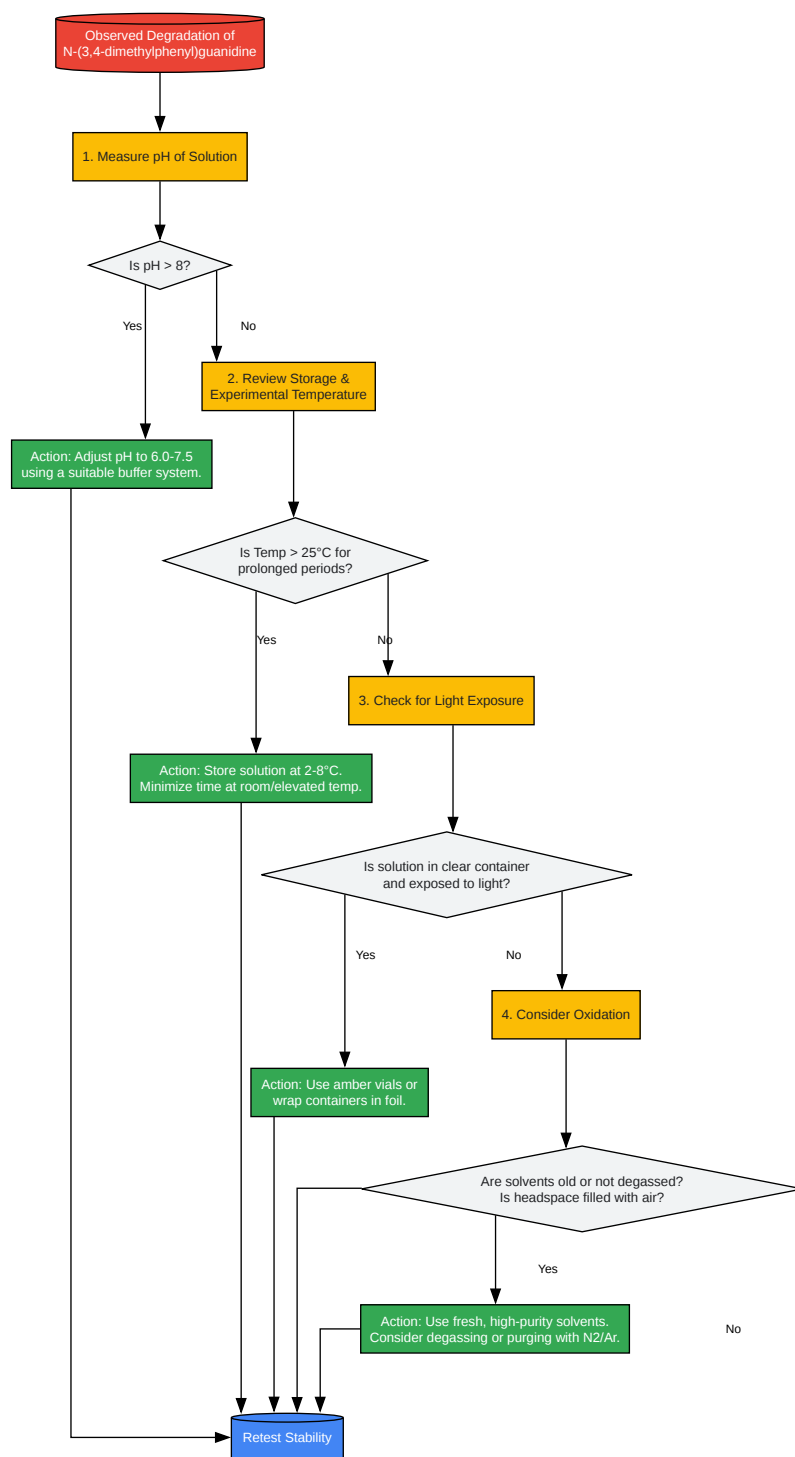 Observed Degradation of
N-(3,4-dimethylphenyl)guanidine
1. Measure pH of Solution
Is pH > 8?
Yes
No
2. Review Storage &
Experimental Temperature
Action: Adjust pH to 6.0-7.5
using a suitable buffer system.
Is Temp > 25°C for
prolonged periods?
Yes
No
3. Check for Light Exposure
Action: Store solution at 2-8°C.
Minimize time at room/elevated temp.
Is solution in clear container
and exposed to light?
Yes
No
4. Consider Oxidation
Action: Use amber vials or
wrap containers in foil.
Are solvents old or not degassed?
Is headspace filled with air?
Yes
Action: Use fresh, high-purity solvents.
Consider degassing or purging with N2/Ar.
No
Retest Stability